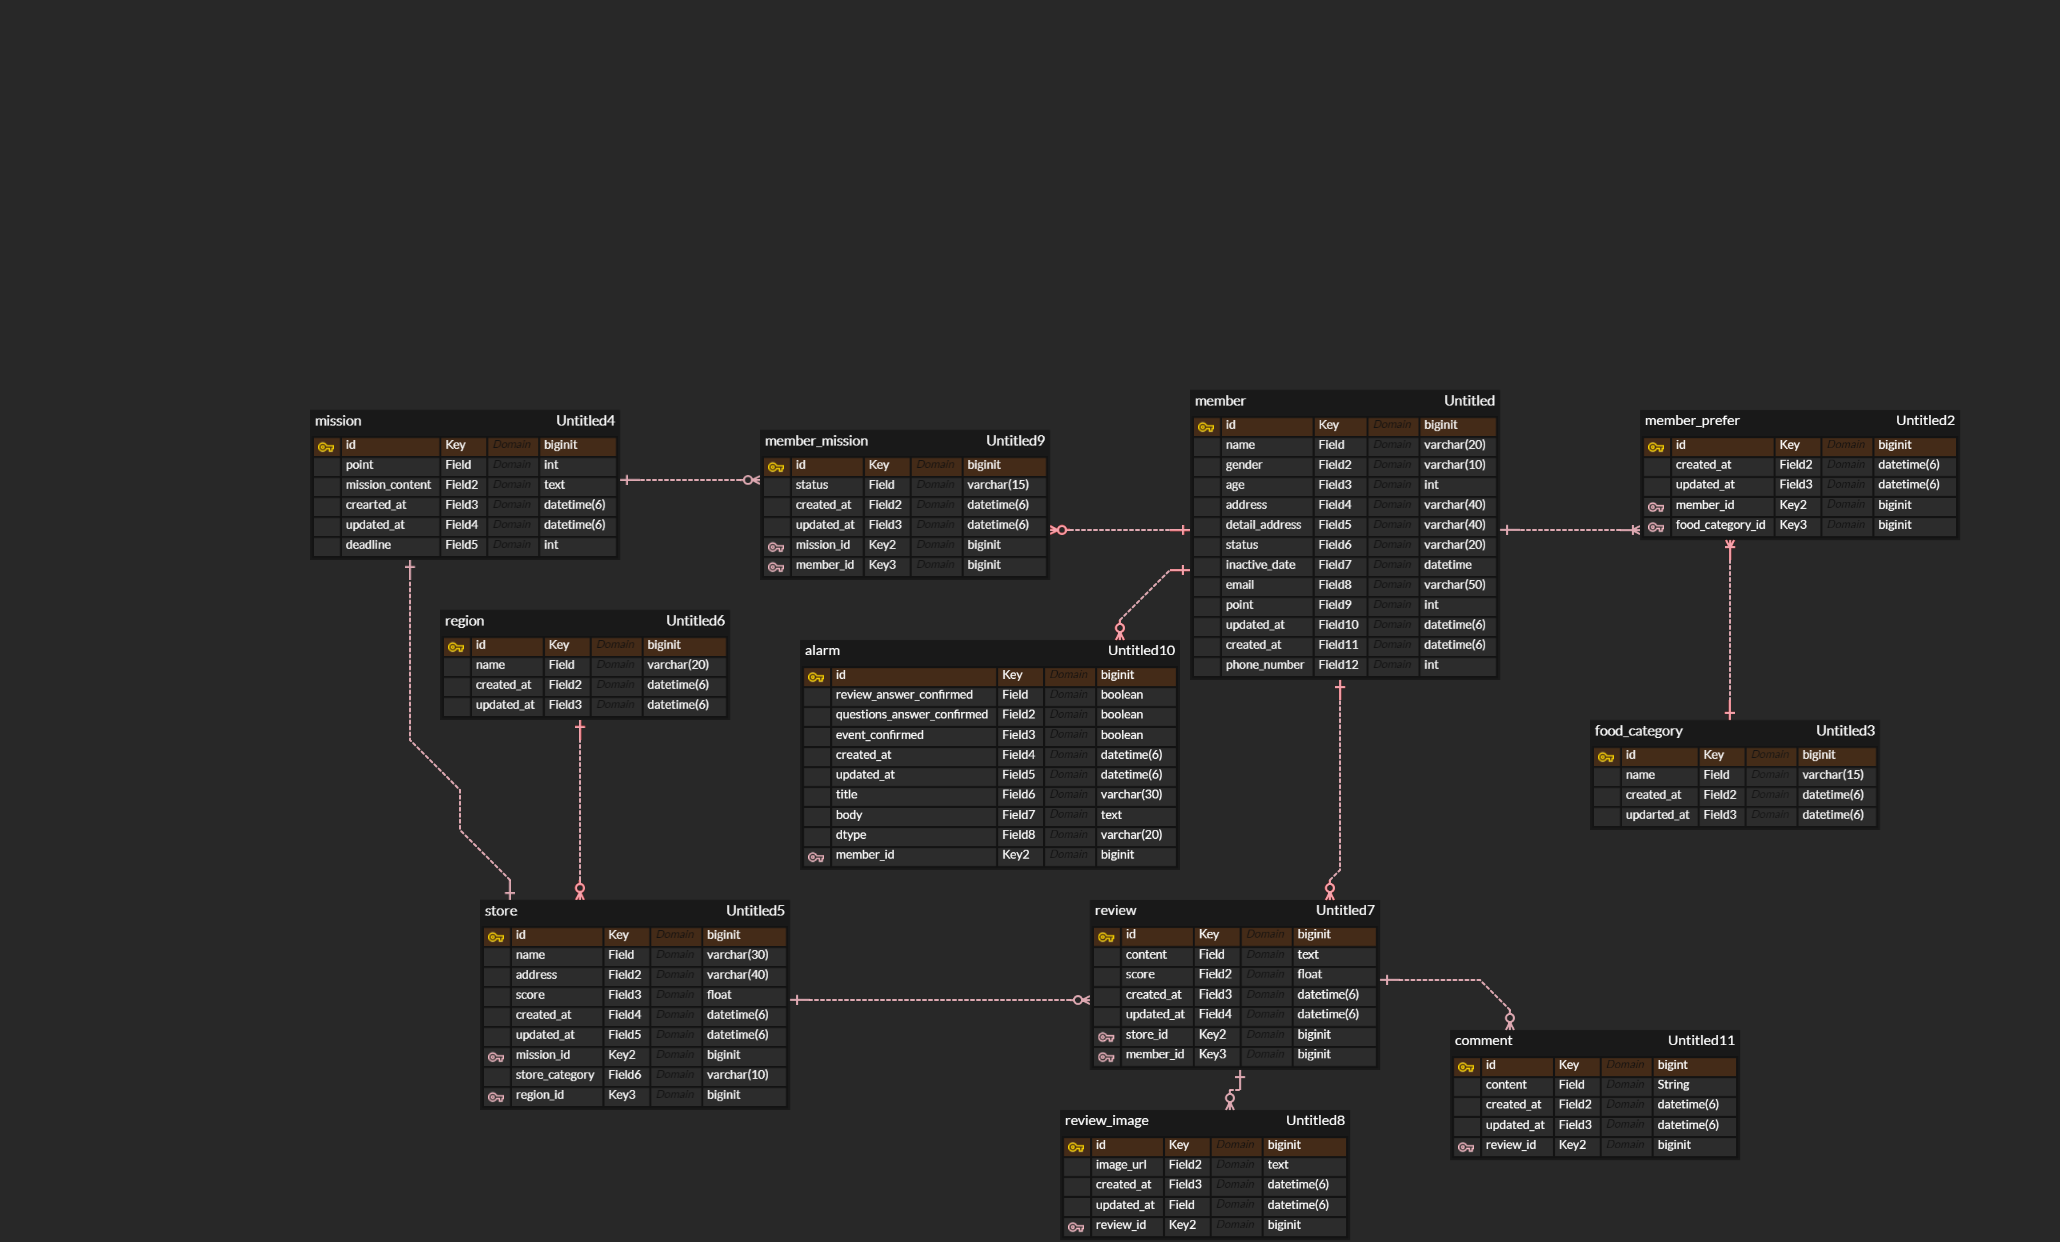 member Untitled
id Key Domain biginit
name Field Domain varchar(20)
gender Field2 Domain varchar(10)
age Field3 Domain int
address Field4 Domain varchar(40)
detail_address Field5 Domain varchar(40)
status Field6 Domain varchar(20)
inactive_date Field7 Domain datetime
email Field8 Domain varchar(50)
point Field9 Domain int
updated_at Field10 Domain datetime(6)
created_at Field11 Domain datetime(6)
phone_number Field12 Domain int
mission Untitled4
id Key Domain biginit
point Field Domain int
mission_content Field2 Domain text
crearted_at Field3 Domain datetime(6)
updated_at Field4 Domain datetime(6)
deadline Field5 Domain int
member_mission Untitled9
id Key Domain biginit
status Field Domain varchar(15)
created_at Field2 Domain datetime(6)
updated_at Field3 Domain datetime(6)
mission_id Key2 Domain biginit
member_id Key3 Domain biginit
member_prefer Untitled2
id Key Domain biginit
created_at Field2 Domain datetime(6)
updated_at Field3 Domain datetime(6)
member_id Key2 Domain biginit
food_category_id Key3 Domain biginit
region Untitled6
id Key Domain biginit
name Field Domain varchar(20)
created_at Field2 Domain datetime(6)
updated_at Field3 Domain datetime(6)
alarm Untitled10
id Key Domain biginit
review_answer_confirmed Field Domain boolean
questions_answer_confirmed Field2 Domain boolean
event_confirmed Field3 Domain boolean
created_at Field4 Domain datetime(6)
updated_at Field5 Domain datetime(6)
title Field6 Domain varchar(30)
body Field7 Domain text
dtype Field8 Domain varchar(20)
member_id Key2 Domain biginit
food_category Untitled3
id Key Domain biginit
name Field Domain varchar(15)
created_at Field2 Domain datetime(6)
updarted_at Field3 Domain datetime(6)
store Untitled5
id Key Domain biginit
name Field Domain varchar(30)
address Field2 Domain varchar(40)
score Field3 Domain float
created_at Field4 Domain datetime(6)
updated_at Field5 Domain datetime(6)
mission_id Key2 Domain biginit
store_category Field6 Domain varchar(10)
region_id Key3 Domain biginit
review Untitled7
id Key Domain biginit
content Field Domain text
score Field2 Domain float
created_at Field3 Domain datetime(6)
updated_at Field4 Domain datetime(6)
store_id Key2 Domain biginit
member_id Key3 Domain biginit
comment Untitled11
id Key Domain bigint
content Field Domain String
created_at Field2 Domain datetime(6)
updated_at Field3 Domain datetime(6)
review_id Key2 Domain biginit
review_image Untitled8
id Key Domain biginit
image_url Field2 Domain text
created_at Field3 Domain datetime(6)
updated_at Field Domain datetime(6)
review_id Key2 Domain biginit